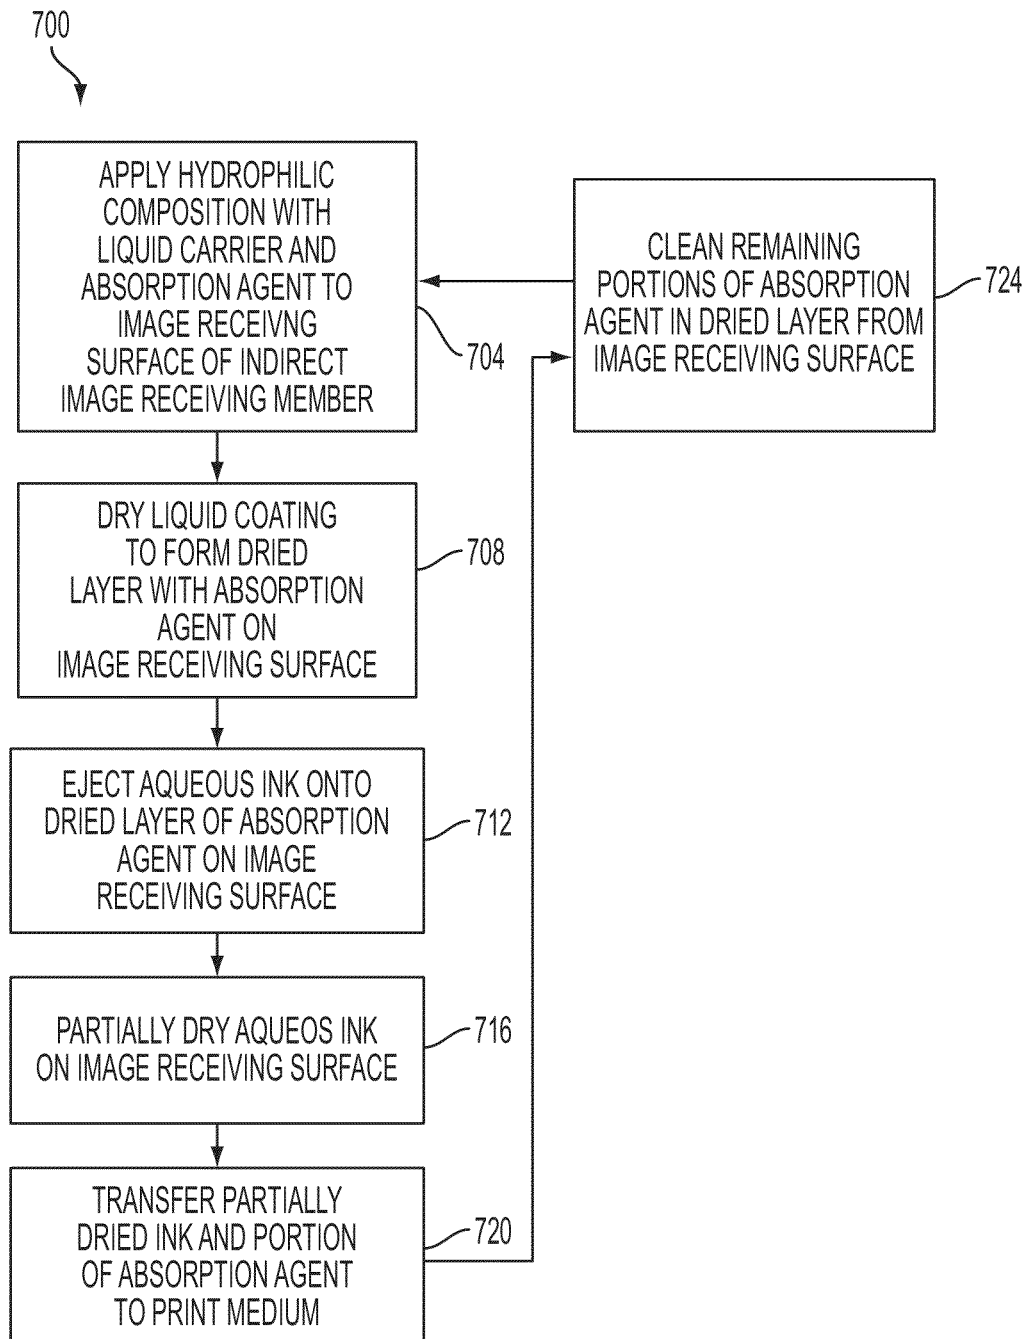 700
APPLY HYDROPHILIC
COMPOSITION WITH
LIQUID CARRIER AND
ABSORPTION AGENT TO
IMAGE RECEIVNG
SURFACE OF INDIRECT
IMAGE RECEIVING MEMBER
704
DRY LIQUID COATING
TO FORM DRIED
LAYER WITH ABSORPTION
AGENT ON
IMAGE RECEIVING SURFACE
708
EJECT AQUEOUS INK ONTO
DRIED LAYER OF ABSORPTION
AGENT ON IMAGE
RECEIVING SURFACE
712
PARTIALLY DRY AQUEOS INK
ON IMAGE RECEIVING SURFACE
716
TRANSFER PARTIALLY
DRIED INK AND PORTION
OF ABSORPTION AGENT
TO PRINT MEDIUM
720
CLEAN REMAINING
PORTIONS OF ABSORPTION
AGENT IN DRIED LAYER FROM
IMAGE RECEIVING SURFACE
724